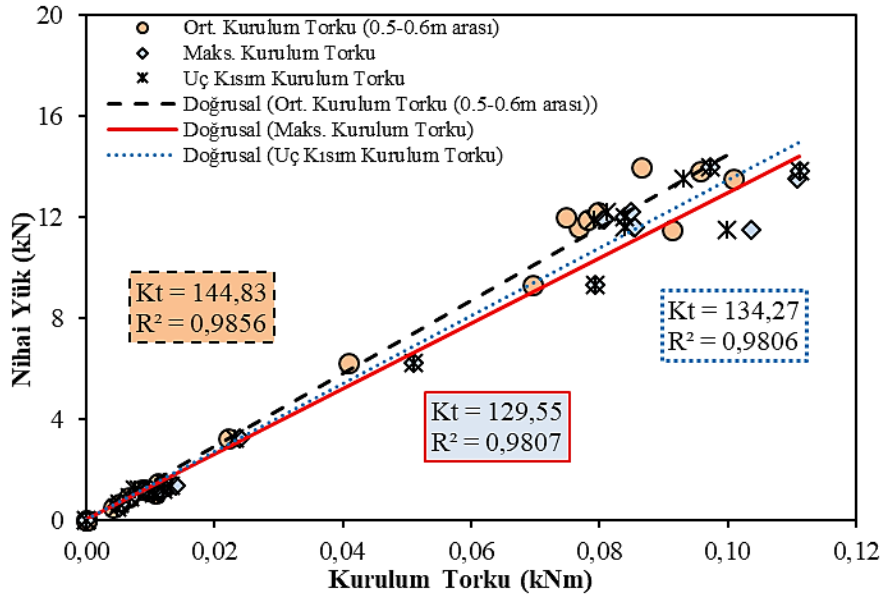 Ort. Kurulum Torku (0.5-0.6m arası)
Maks. Kurulum Torku
Uç Kısım Kurulum Torku
Doğrusal (Ort. Kurulum Torku (0.5-0.6m arası))
Doğrusal (Maks. Kurulum Torku)
Doğrusal (Uç Kısım Kurulum Torku)
Nihai Yük (kN)
20
16
12
8
4
0
Kt = 144,83
R² = 0,9856
Kt = 134,27
R² = 0,9806
Kt = 129,55
R² = 0,9807
0,00
0,02
0,04
0,06
0,08
0,10
0,12
Kurulum Torku (kNm)